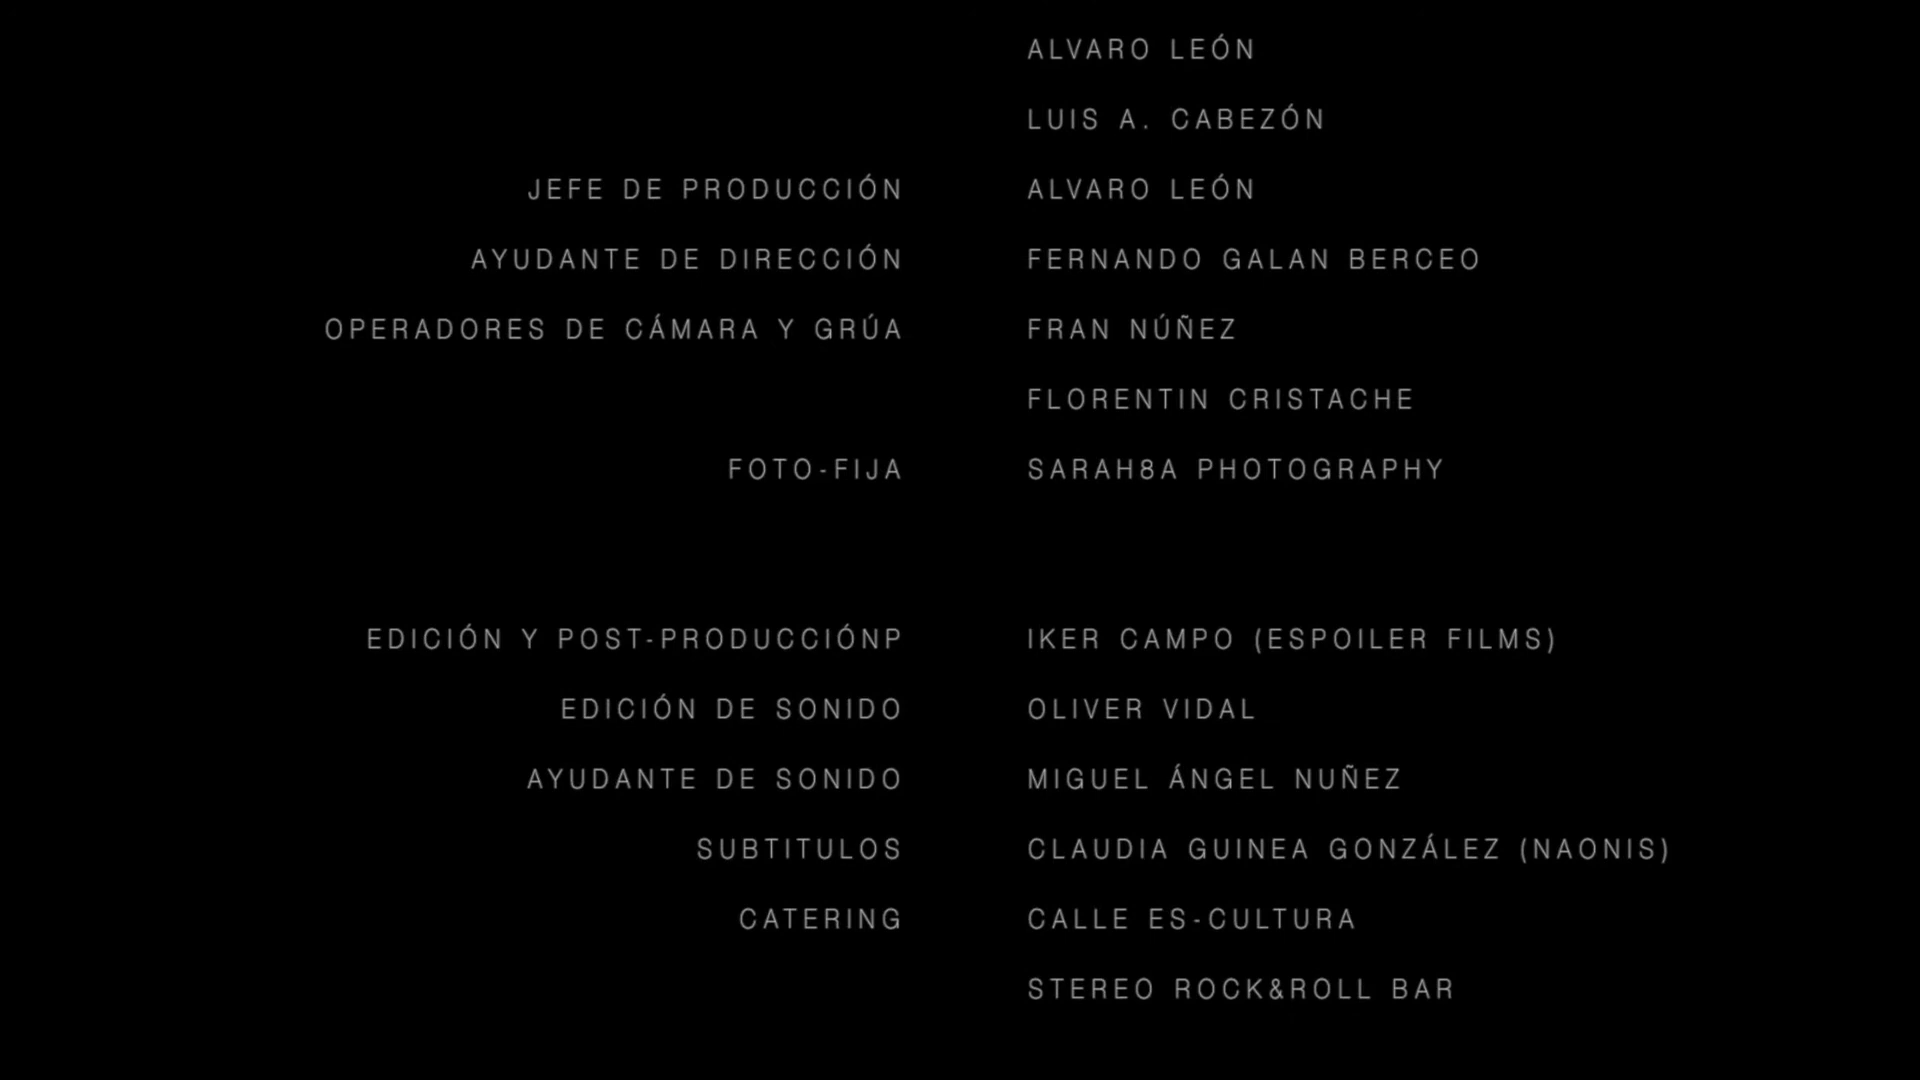 ALVARO LEÓN
LUIS A. CABEZÓN
JEFE DE PRODUCCIÓN ALVARO LEÓN
AYUDANTE DE DIRECCIÓN FERNANDO GALAN BERCEO
OPERADORES DE CÁMARA Y GRÚA FRAN NÚÑEZ
FLORENTIN CRISTACHE
FOTO-FIJA SARAH8A PHOTOGRAPHY
EDICIÓN Y POST-PRODUCCIÓNP IKER CAMPO (ESPOILER FILMS)
EDICIÓN DE SONIDO OLIVER VIDAL
AYUDANTE DE SONIDO MIGUEL ÁNGEL NUÑEZ
SUBTITULOS CLAUDIA GUINEA GONZÁLEZ (NAONIS)
CATERING CALLE ES-CULTURA
STEREO ROCK&ROLL BAR